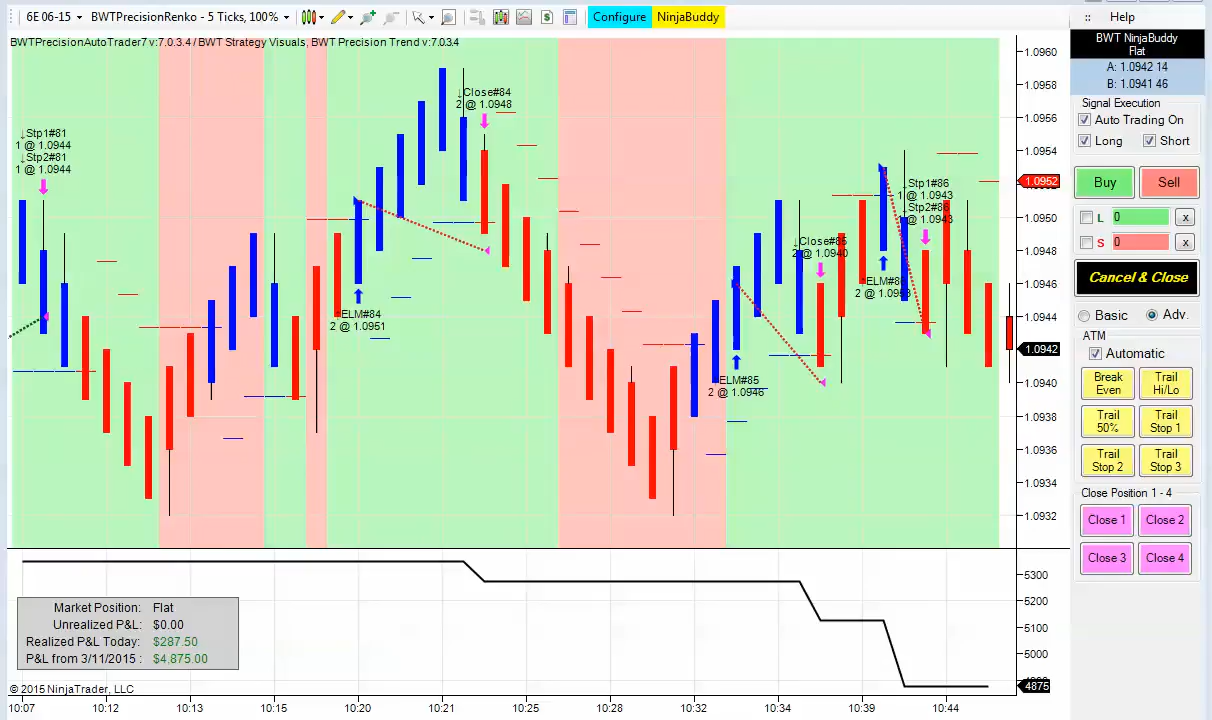 6E 06-15
BWTPrecisionRenko - 5 Ticks, 100%
Configure
NinjaBuddy
BWTPrecisionAutoTrader7 v:7.0.3.4 / BWT Strategy Visuals, BWT Precision Trend v:7.0.3.4
↓Stp1#81
1 @ 1.0944
↓Stp2#81
1 @ 1.0944
↓Close#84
2 @ 1.0948
ELM#84
2 @ 1.0951
ELM#85
2 @ 1.0946
↓Close#85
2 @ 1.0940
ELM#86
2 @ 1.0953
↓Stp1#86
1 @ 1.0943
↓Stp2#86
1 @ 1.0943
1.0960
1.0958
1.0956
1.0954
1.0952
1.0950
1.0948
1.0946
1.0944
1.0942
1.0940
1.0938
1.0936
1.0934
1.0932
5300
5200
5100
5000
4875
Market Position: Flat
Unrealized P&L: $0.00
Realized P&L Today: $287.50
P&L from 3/11/2015 : $4,875.00
© 2015 NinjaTrader, LLC
10:07 10:12 10:13 10:15 10:20 10:21 10:25 10:28 10:32 10:34 10:39 10:44
Help
BWT NinjaBuddy
Flat
A: 1.0942 14
B: 1.0941 46
Signal Execution
Auto Trading On
Long Short
Buy Sell
L 0 x
S 0 x
Cancel & Close
Basic Adv.
ATM
Automatic
Break Even
Trail Hi/Lo
Trail 50%
Trail Stop 1
Trail Stop 2
Trail Stop 3
Close Position 1 - 4
Close 1 Close 2
Close 3 Close 4